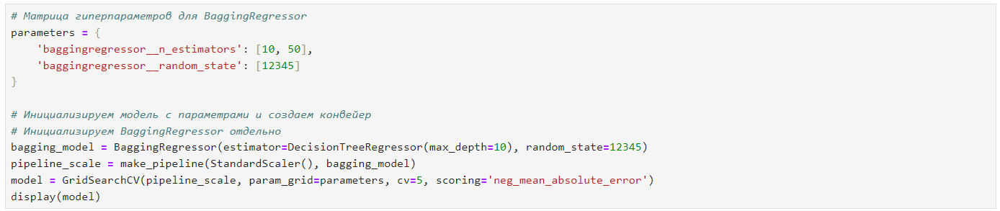 # Матрица гиперпараметров для BaggingRegressor
parameters = {
    'baggingregressor__n_estimators': [10, 50],
    'baggingregressor__random_state': [12345]
}

# Инициализируем модель с параметрами и создаем конвейер
# Инициализируем BaggingRegressor отдельно
bagging_model = BaggingRegressor(estimator=DecisionTreeRegressor(max_depth=10), random_state=12345)
pipeline_scale = make_pipeline(StandardScaler(), bagging_model)
model = GridSearchCV(pipeline_scale, param_grid=parameters, cv=5, scoring='neg_mean_absolute_error')
display(model)